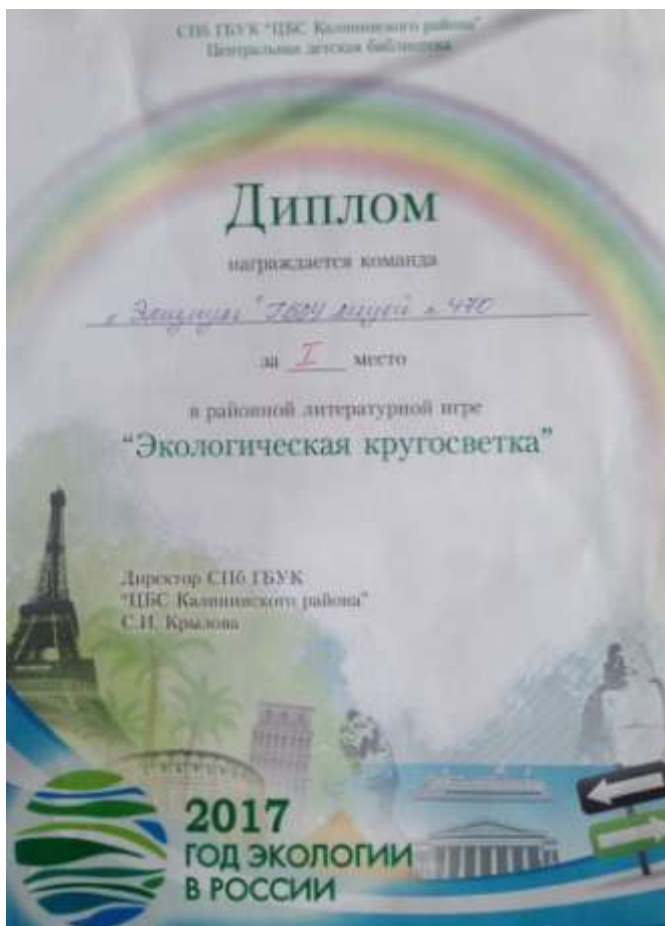 СПб ГБУК "ЦБС Калининского района"
Центральная детская библиотека
Диплом
награждается команда
ГБОУ лицей № 470
за I место
в районной литературной игре
"Экологическая кругосветка"
Директор СПб ГБУК
"ЦБС Калининского района"
С.И. Крылова
2017
ГОД ЭКОЛОГИИ
В РОССИИ